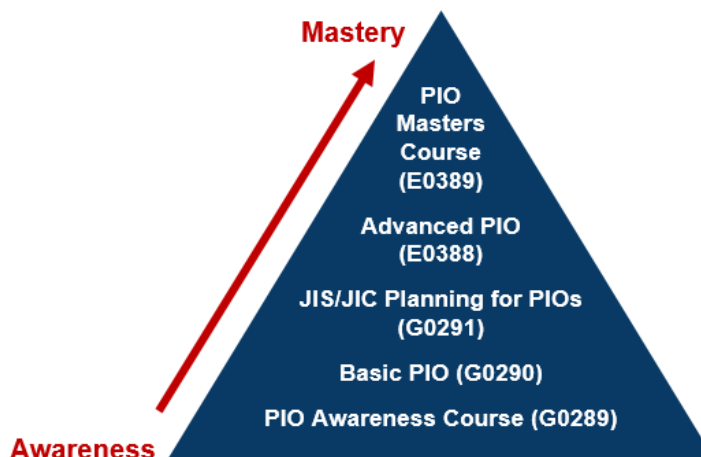 Mastery
PIO
Masters
Course
(E0389)
Advanced PIO
(E0388)
JIS/JIC Planning for PIOs
(G0291)
Basic PIO (G0290)
PIO Awareness Course (G0289)
Awareness